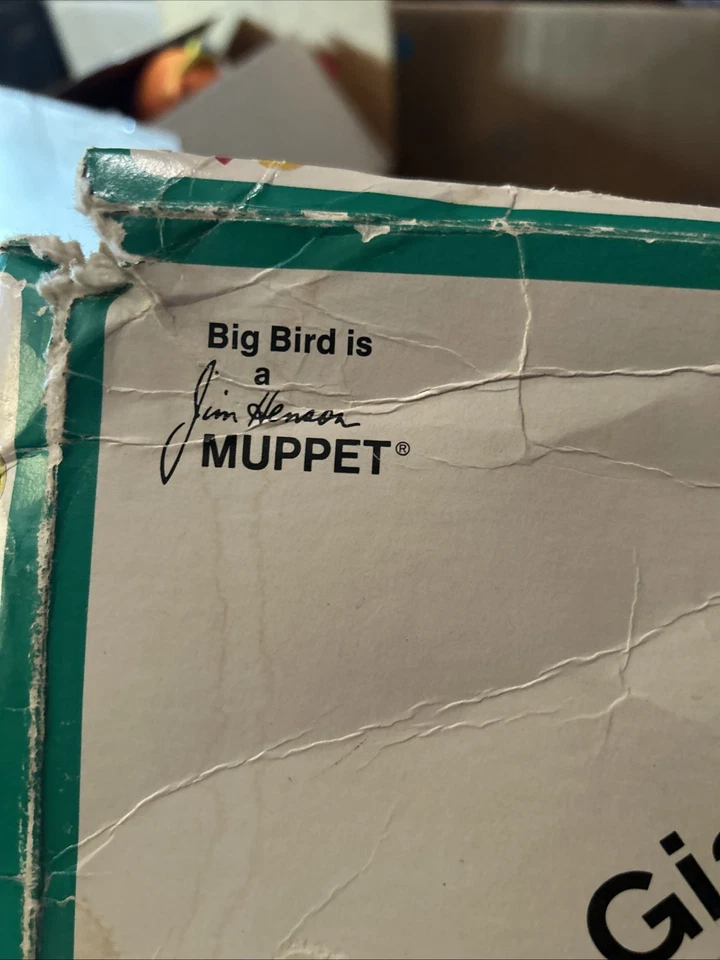 Big Bird is
a
Jim Henson
MUPPET®